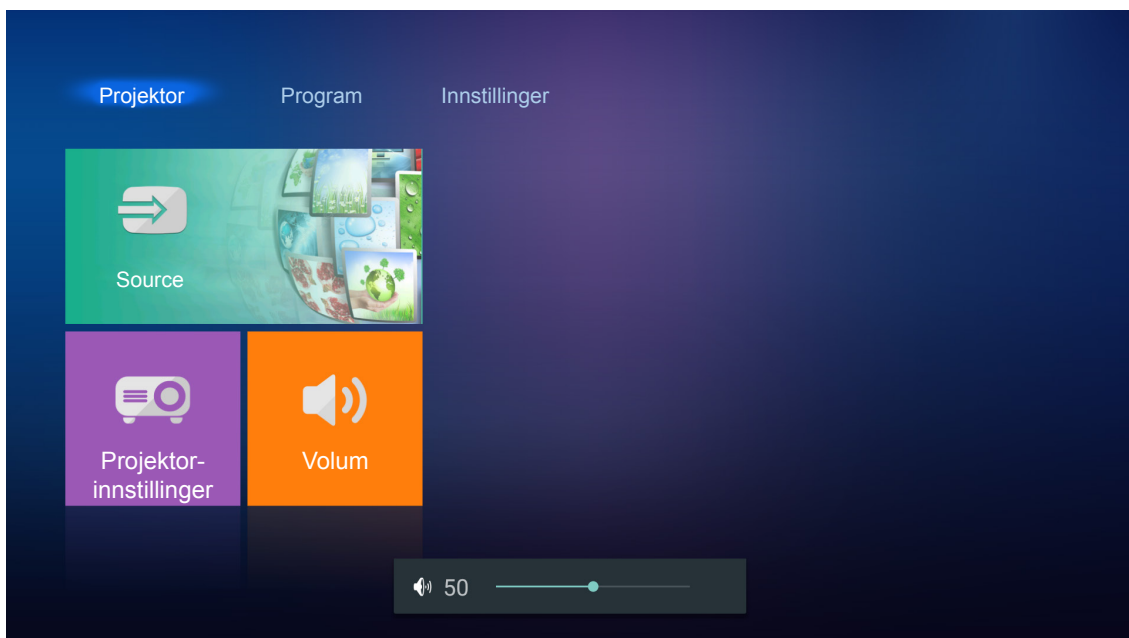 Projektor
Program
Innstillinger
Source
Projektor-
innstillinger
Volum
50